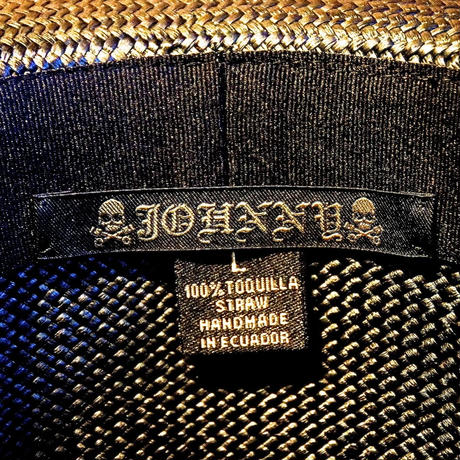 JOHNNY
L
100% TOQUILLA
STRAW
HANDMADE
IN ECUADOR